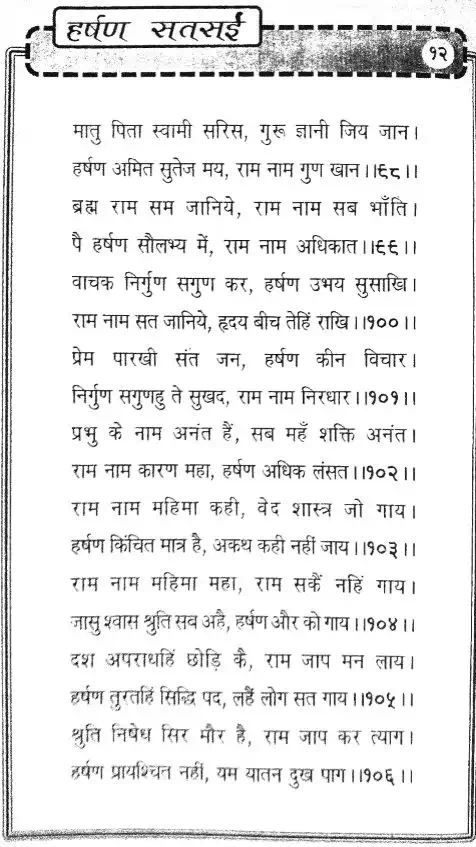 हर्षण सतसई
१२
मातु पिता स्वामी सरिस, गुरू ज्ञानी जिय जान।
हर्षण अमित सुतेज मय, राम नाम गुण खान।।९८।।
ब्रह्म राम सम जानिये, राम नाम सब भाँति।
पै हर्षण सौलभ्य में, राम नाम अधिकात।।९९।।
वाचक निर्गुण सगुण कर, हर्षण उभय सुसाखि।
राम नाम सत जानिये, हृदय बीच तेहिं राखि।।१००।।
प्रेम पारखी संत जन, हर्षण कीन विचार।
निर्गुण सगुणहु ते सुखद, राम नाम निरधार।।१०१।।
प्रभु के नाम अनंत हैं, सब महँ शक्ति अनंत।
राम नाम कारण महा, हर्षण अधिक लंसत।।१०२।।
राम नाम महिमा कही, वेद शास्त्र जो गाय।
हर्षण किंचित मात्र है, अकथ कही नहीं जाय।।१०३।।
राम नाम महिमा महा, राम सकैं नहिं गाय।
जासु श्वास श्रुति सब अहै, हर्षण और को गाय।।१०४।।
दश अपराधहिं छोड़ि कै, राम जाप मन लाय।
हर्षण तुरतहिं सिद्धि पद, लहैं लोग सत गाय।।१०५।।
श्रुति निषेध सिर मौर है, राम जाप कर त्याग।
हर्षण प्रायश्चित नहीं, यम यातन दुख पाग।।१०६।।